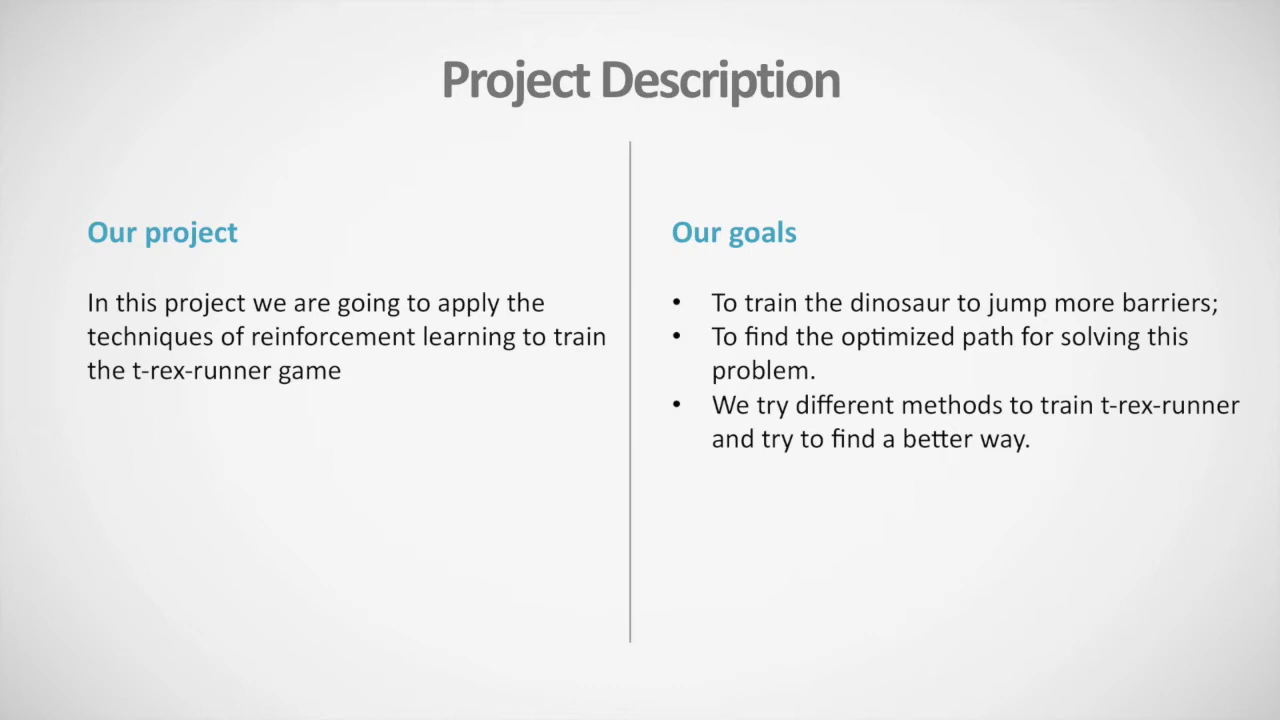 Project Description
Our project
In this project we are going to apply the
techniques of reinforcement learning to train
the t-rex-runner game
Our goals
• To train the dinosaur to jump more barriers;
• To find the optimized path for solving this
problem.
• We try different methods to train t-rex-runner
and try to find a better way.